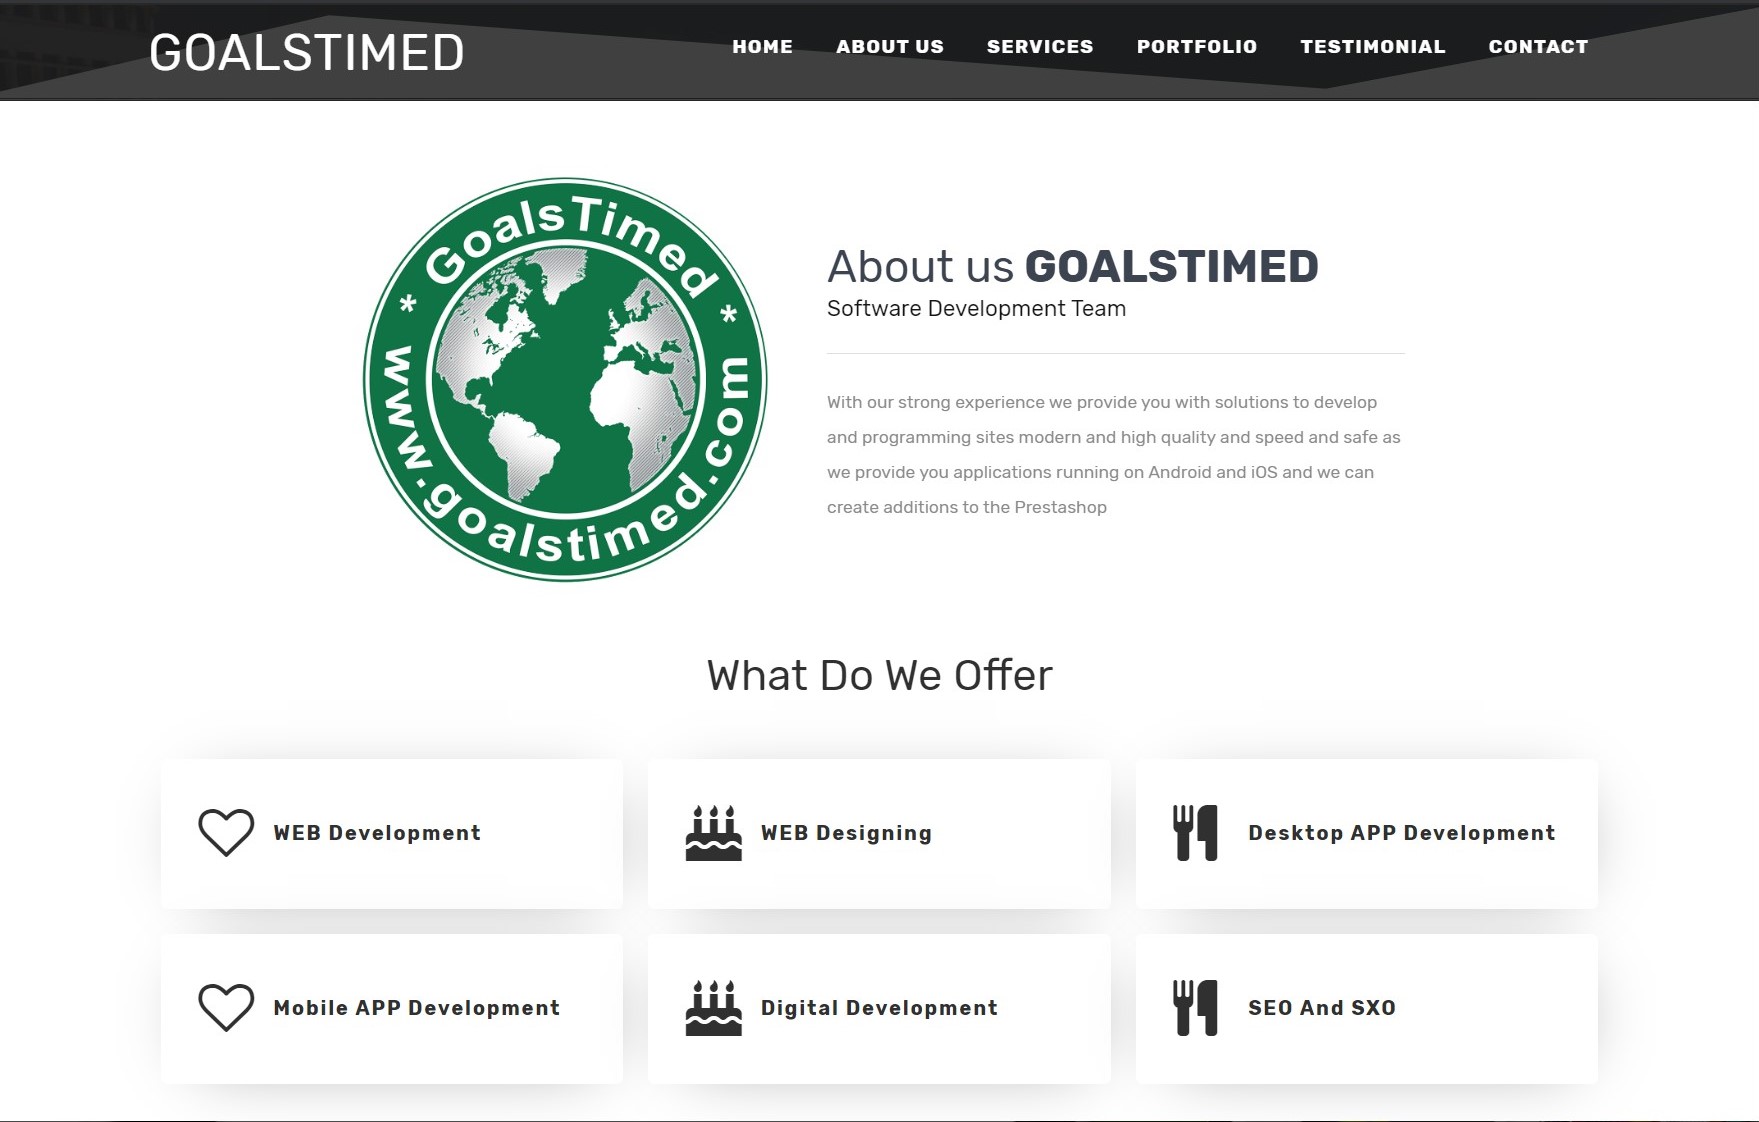 GOALSTIMED
HOME ABOUT US SERVICES PORTFOLIO TESTIMONIAL CONTACT
* GoalsTimed *
www.goalstimed.com
About us GOALSTIMED
Software Development Team
With our strong experience we provide you with solutions to develop
and programming sites modern and high quality and speed and safe as
we provide you applications running on Android and iOS and we can
create additions to the Prestashop
What Do We Offer
WEB Development
WEB Designing
Desktop APP Development
Mobile APP Development
Digital Development
SEO And SXO